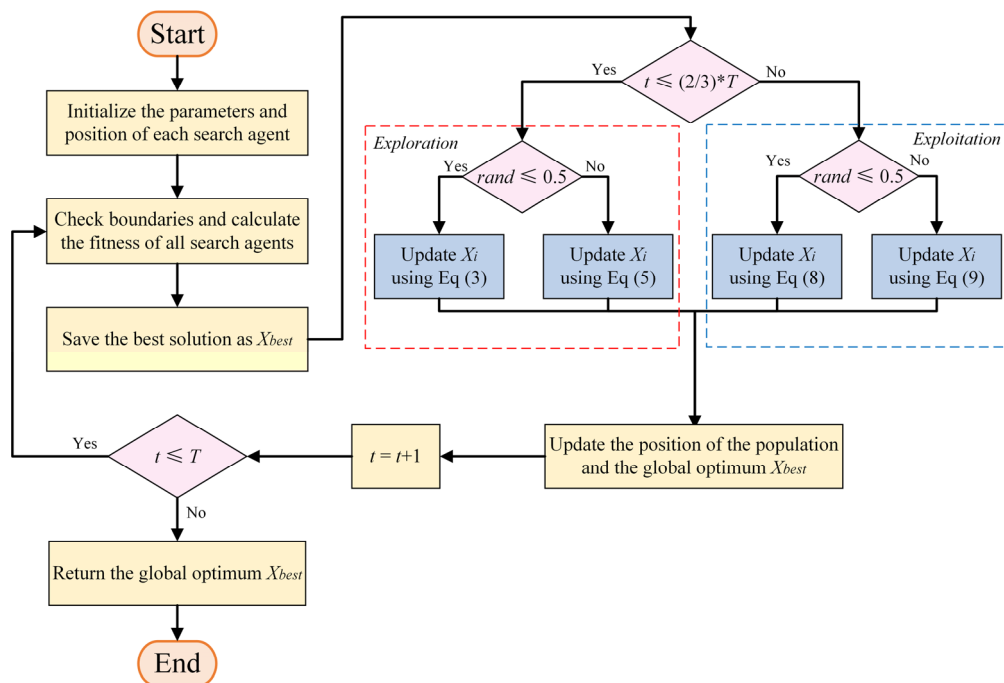 Start
Initialize the parameters and
position of each search agent
Check boundaries and calculate
the fitness of all search agents
Save the best solution as Xbest
t ≤ (2/3)*T
Yes
No
Exploration
Yes
No
rand ≤ 0.5
Update Xi
using Eq (3)
Update Xi
using Eq (5)
Exploitation
Yes
No
rand ≤ 0.5
Update Xi
using Eq (8)
Update Xi
using Eq (9)
Update the position of the population
and the global optimum Xbest
t = t+1
t ≤ T
Yes
No
Return the global optimum Xbest
End